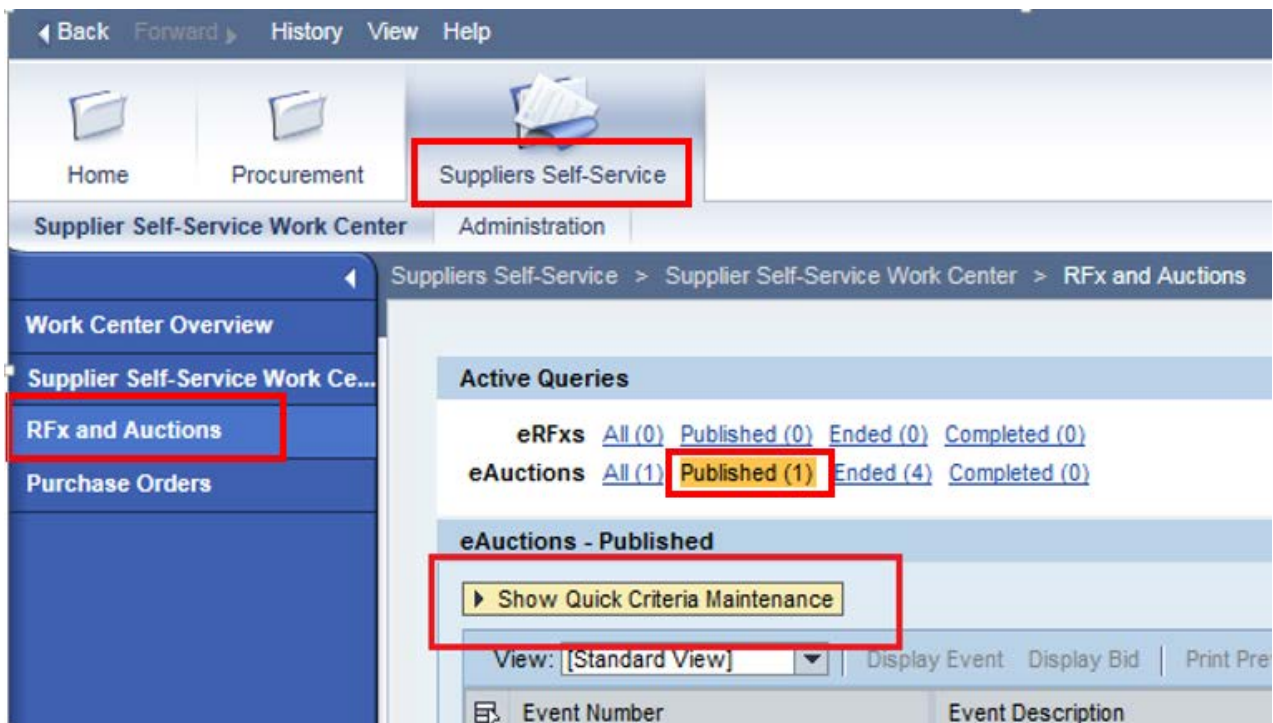 Back Forward History View Help
Home Procurement Suppliers Self-Service
Supplier Self-Service Work Center Administration
Suppliers Self-Service > Supplier Self-Service Work Center > RFx and Auctions
Work Center Overview
Supplier Self-Service Work Ce...
RFx and Auctions
Purchase Orders
Active Queries
eRFxs All (0) Published (0) Ended (0) Completed (0)
eAuctions All (1) Published (1) Ended (4) Completed (0)
eAuctions - Published
Show Quick Criteria Maintenance
View: [Standard View] Display Event Display Bid Print Pre
Event Number Event Description